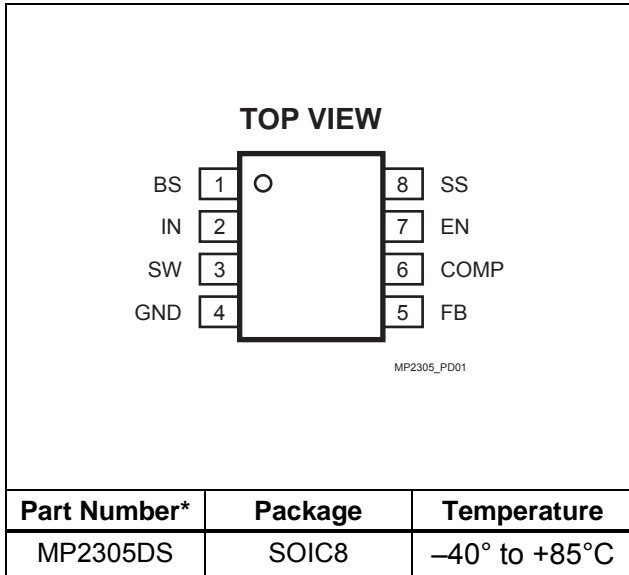 TOP VIEW
BS 1 8 SS
IN 2 7 EN
SW 3 6 COMP
GND 4 5 FB
MP2305_PD01
Part Number* Package Temperature
MP2305DS SOIC8 –40° to +85°C